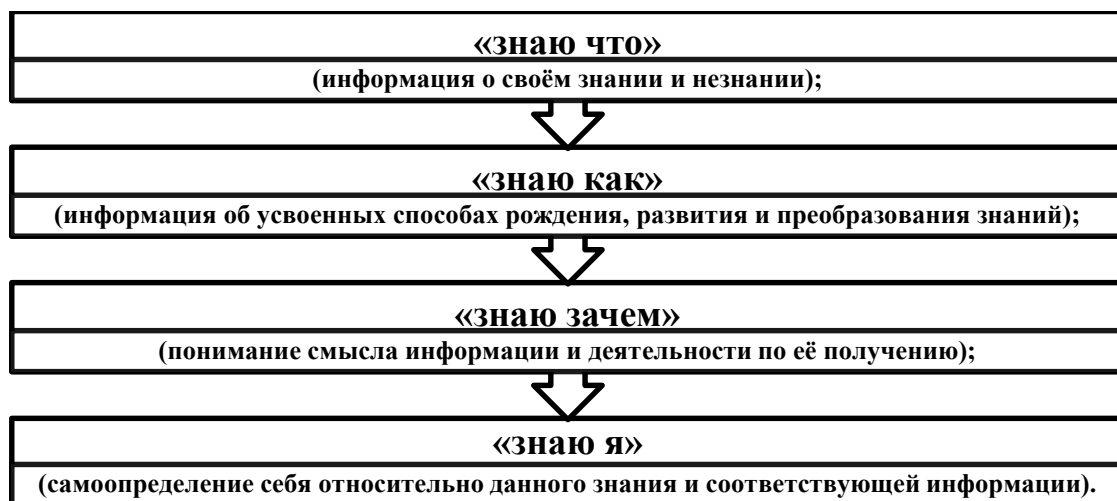 «знаю что»
(информация о своём знании и незнании);
«знаю как»
(информация об усвоенных способах рождения, развития и преобразования знаний);
«знаю зачем»
(понимание смысла информации и деятельности по её получению);
«знаю я»
(самоопределение себя относительно данного знания и соответствующей информации).